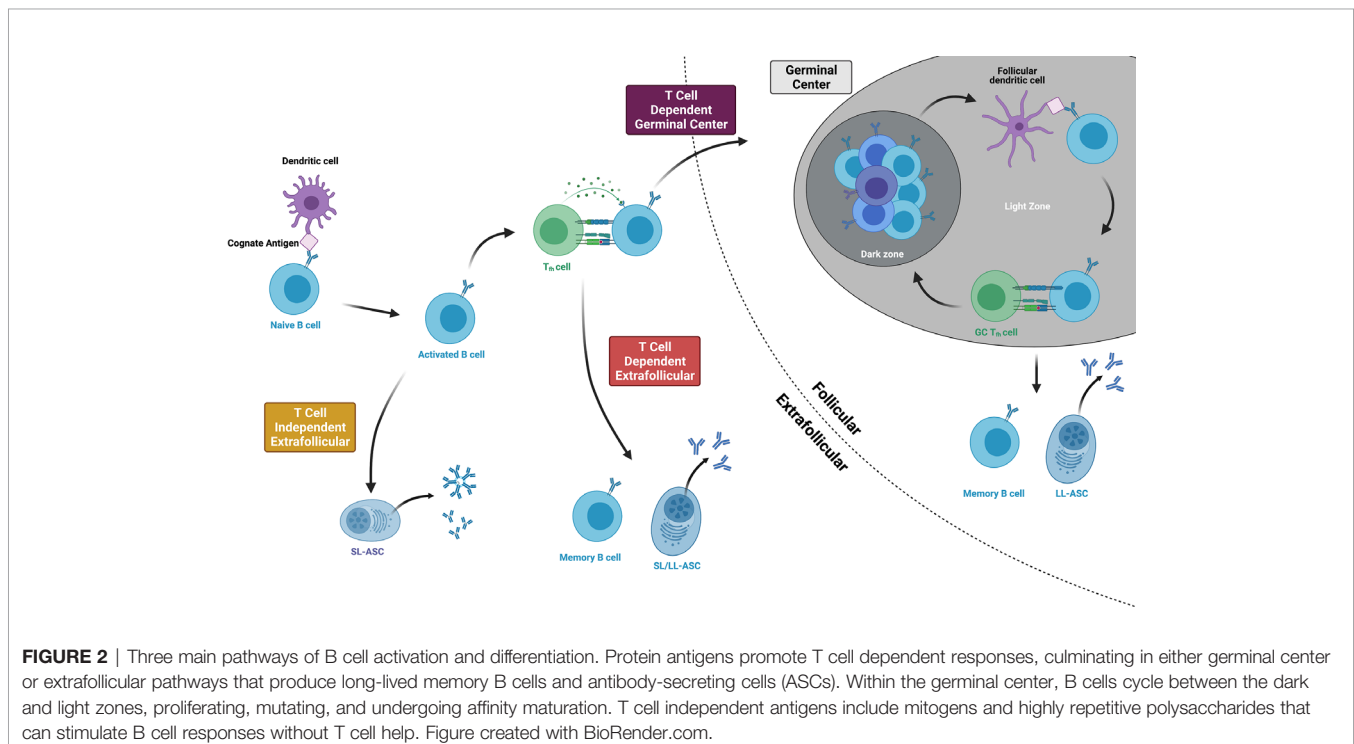 T Cell
Dependent
Germinal Center
Germinal
Center
Follicular
dendritic cell
Dendritic cell
Cognate Antigen
Naive B cell
Activated B cell
Tfh cell
Light Zone
Dark zone
GC Tfh cell
T Cell
Dependent
Extrafollicular
T Cell
Independent
Extrafollicular
Follicular
Extrafollicular
SL-ASC
Memory B cell
SL/LL-ASC
Memory B cell
LL-ASC
FIGURE 2 | Three main pathways of B cell activation and differentiation. Protein antigens promote T cell dependent responses, culminating in either germinal center
or extrafollicular pathways that produce long-lived memory B cells and antibody-secreting cells (ASCs). Within the germinal center, B cells cycle between the dark
and light zones, proliferating, mutating, and undergoing affinity maturation. T cell independent antigens include mitogens and highly repetitive polysaccharides that
can stimulate B cell responses without T cell help. Figure created with BioRender.com.